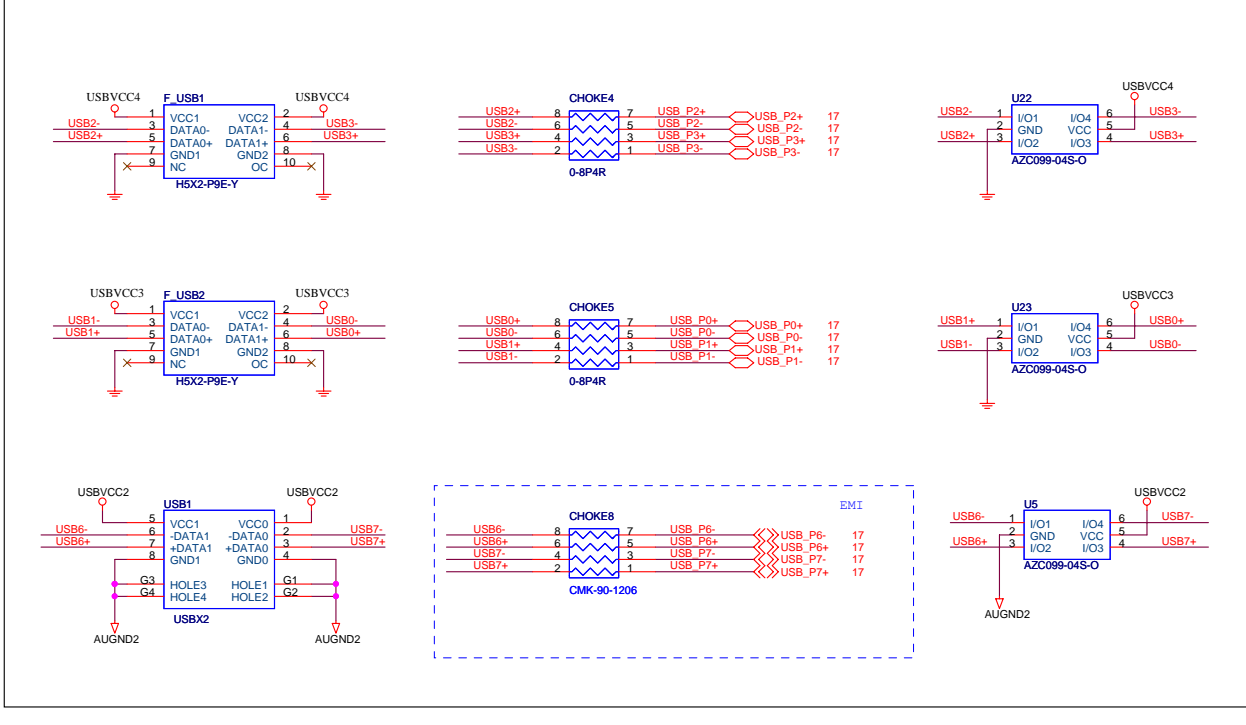 USBVCC4 F_USB1 USBVCC4
1 VCC1 VCC2 2
USB2- 3 DATA0- DATA1- 4 USB3-
USB2+ 5 DATA0+ DATA1+ 6 USB3+
7 GND1 GND2 8
9 NC OC 10
H5X2-P9E-Y
CHOKE4
USB2+ 8 7 USB_P2+ USB_P2+ 17
USB2- 6 5 USB_P2- USB_P2- 17
USB3+ 4 3 USB_P3+ USB_P3+ 17
USB3- 2 1 USB_P3- USB_P3- 17
0-8P4R
USBVCC4
U22
USB2- 1 I/O1 I/O4 6 USB3-
2 GND VCC 5
USB2+ 3 I/O2 I/O3 4 USB3+
AZC099-04S-O
USBVCC3 F_USB2 USBVCC3
1 VCC1 VCC2 2
USB1- 3 DATA0- DATA1- 4 USB0-
USB1+ 5 DATA0+ DATA1+ 6 USB0+
7 GND1 GND2 8
9 NC OC 10
H5X2-P9E-Y
CHOKE5
USB0+ 8 7 USB_P0+ USB_P0+ 17
USB0- 6 5 USB_P0- USB_P0- 17
USB1+ 4 3 USB_P1+ USB_P1+ 17
USB1- 2 1 USB_P1- USB_P1- 17
0-8P4R
USBVCC3
U23
USB1+ 1 I/O1 I/O4 6 USB0+
2 GND VCC 5
USB1- 3 I/O2 I/O3 4 USB0-
AZC099-04S-O
USBVCC2 USBVCC2
USB1
5 VCC1 VCC0 1
USB6- 6 -DATA1 -DATA0 2 USB7-
USB6+ 7 +DATA1 +DATA0 3 USB7+
8 GND1 GND0 4
G3 HOLE3 HOLE1 G1
G4 HOLE4 HOLE2 G2
USBX2
AUGND2 AUGND2
EMI
CHOKE8
USB6- 8 7 USB_P6- USB_P6- 17
USB6+ 6 5 USB_P6+ USB_P6+ 17
USB7- 4 3 USB_P7- USB_P7- 17
USB7+ 2 1 USB_P7+ USB_P7+ 17
CMK-90-1206
USBVCC2
U5
USB6- 1 I/O1 I/O4 6 USB7-
2 GND VCC 5
USB6+ 3 I/O2 I/O3 4 USB7+
AZC099-04S-O
AUGND2